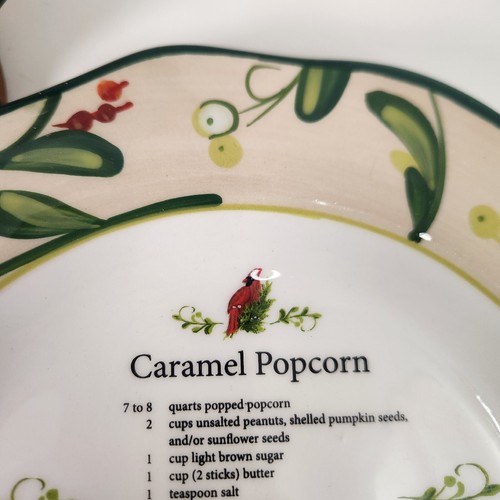 Caramel Popcorn
7 to 8 quarts popped popcorn
2 cups unsalted peanuts, shelled pumpkin seeds,
and/or sunflower seeds
1 cup light brown sugar
1 cup (2 sticks) butter
1 teaspoon salt